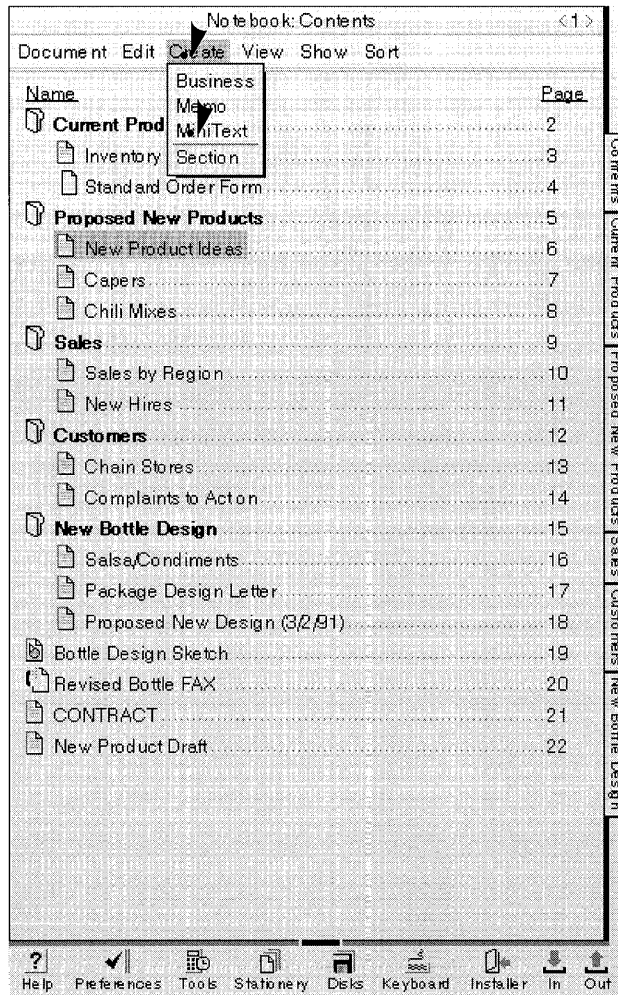 Notebook: Contents <1>
Document Edit Create View Show Sort
Business
Memo
MiniText
Section
Name Page
Current Prod 2
Inventory 3
Standard Order Form 4
Proposed New Products 5
New Product Ideas 6
Capers 7
Chili Mixes 8
Sales 9
Sales by Region 10
New Hires 11
Customers 12
Chain Stores 13
Complaints to Act on 14
New Bottle Design 15
Salsa/Condiments 16
Package Design Letter 17
Proposed New Design (3/2/91) 18
Bottle Design Sketch 19
Revised Bottle FAX 20
CONTRACT 21
New Product Draft 22
Contents
Current Products
Proposed New Products
Sales
Customers
New Bottle Design
? Help Preferences Tools Stationery Disks Keyboard Installer In Out